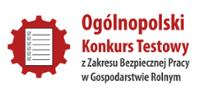 Ogólnopolski
Konkurs Testowy
z Zakresu Bezpiecznej Pracy
w Gospodarstwie Rolnym